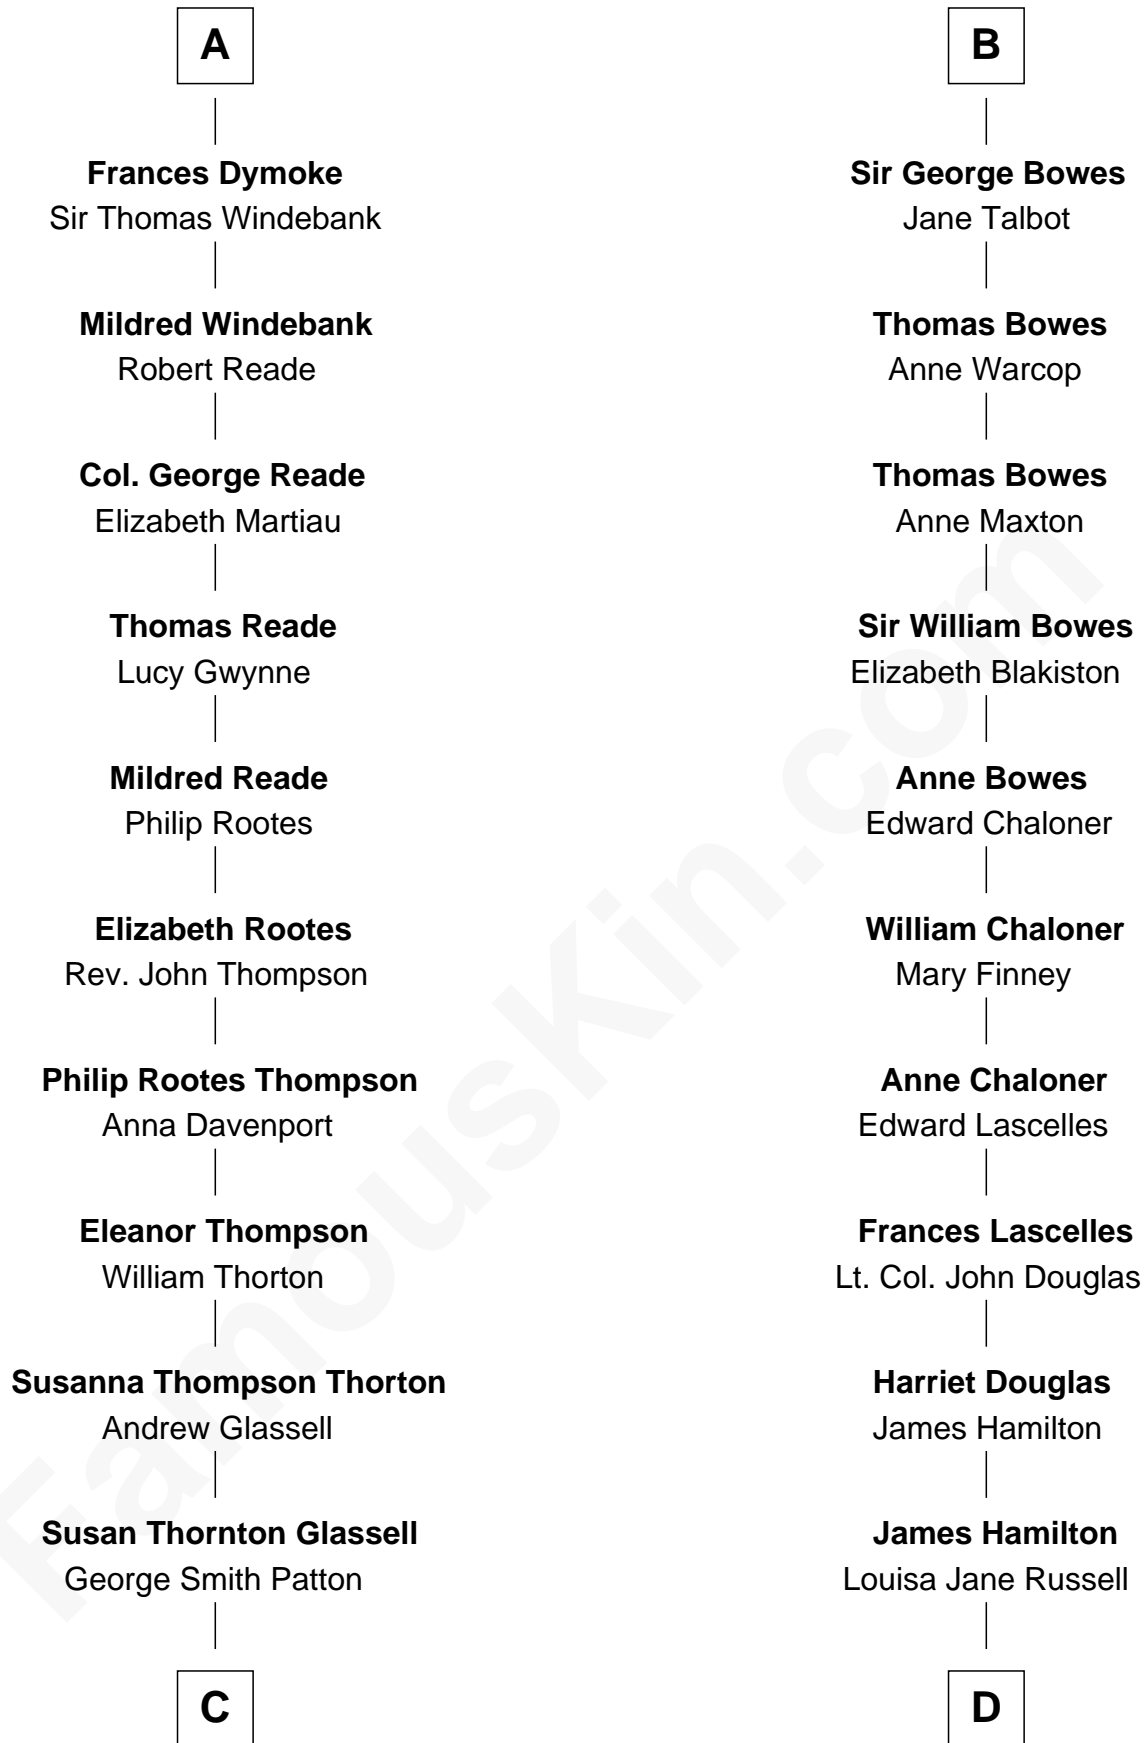 A
Frances Dymoke
Sir Thomas Windebank
Mildred Windebank
Robert Reade
Col. George Reade
Elizabeth Martiau
Thomas Reade
Lucy Gwynne
Mildred Reade
Philip Rootes
Elizabeth Rootes
Rev. John Thompson
Philip Rootes Thompson
Anna Davenport
Eleanor Thompson
William Thorton
Susanna Thompson Thorton
Andrew Glassell
Susan Thornton Glassell
George Smith Patton
C
B
Sir George Bowes
Jane Talbot
Thomas Bowes
Anne Warcop
Thomas Bowes
Anne Maxton
Sir William Bowes
Elizabeth Blakiston
Anne Bowes
Edward Chaloner
William Chaloner
Mary Finney
Anne Chaloner
Edward Lascelles
Frances Lascelles
Lt. Col. John Douglas
Harriet Douglas
James Hamilton
James Hamilton
Louisa Jane Russell
D
FamousKin.com